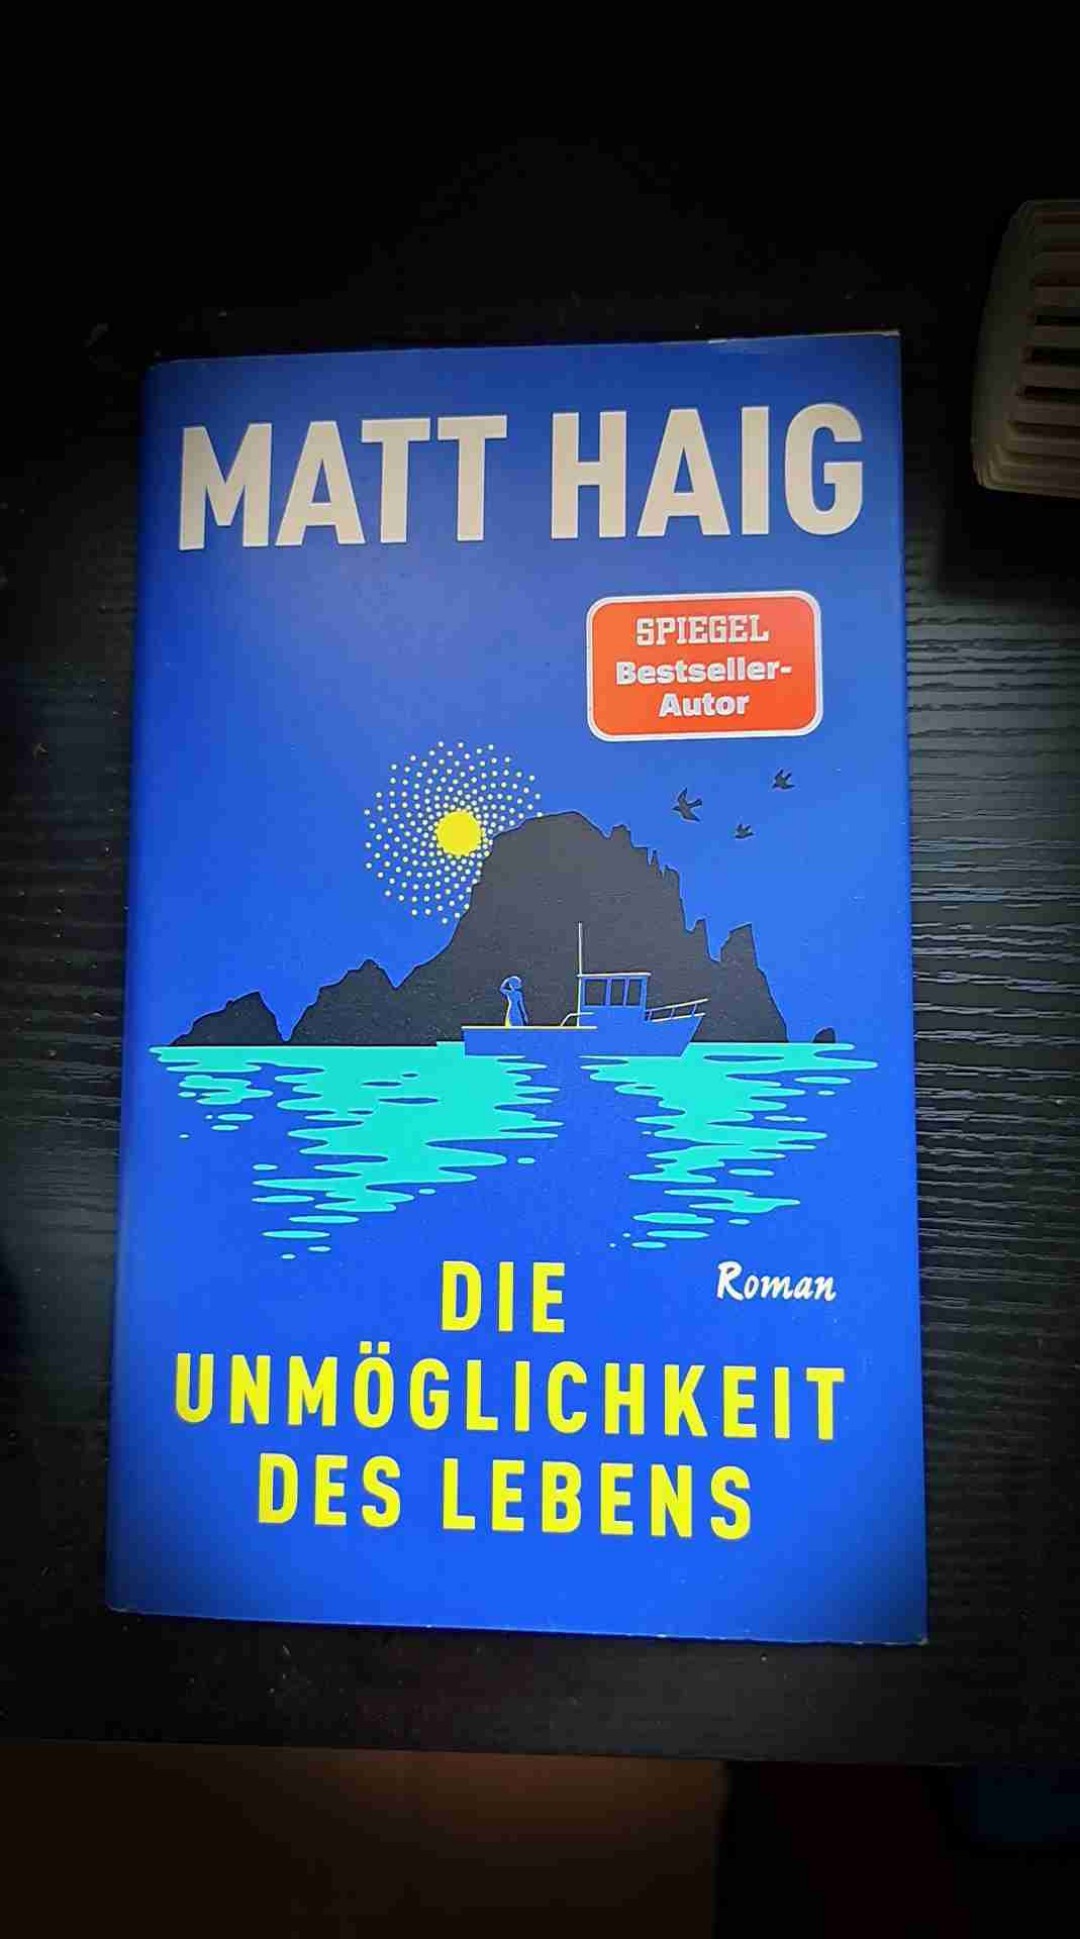 MATT HAIG
SPIEGEL
Bestseller-
Autor
DIE
Roman
UNMÖGLICHKEIT
DES LEBENS